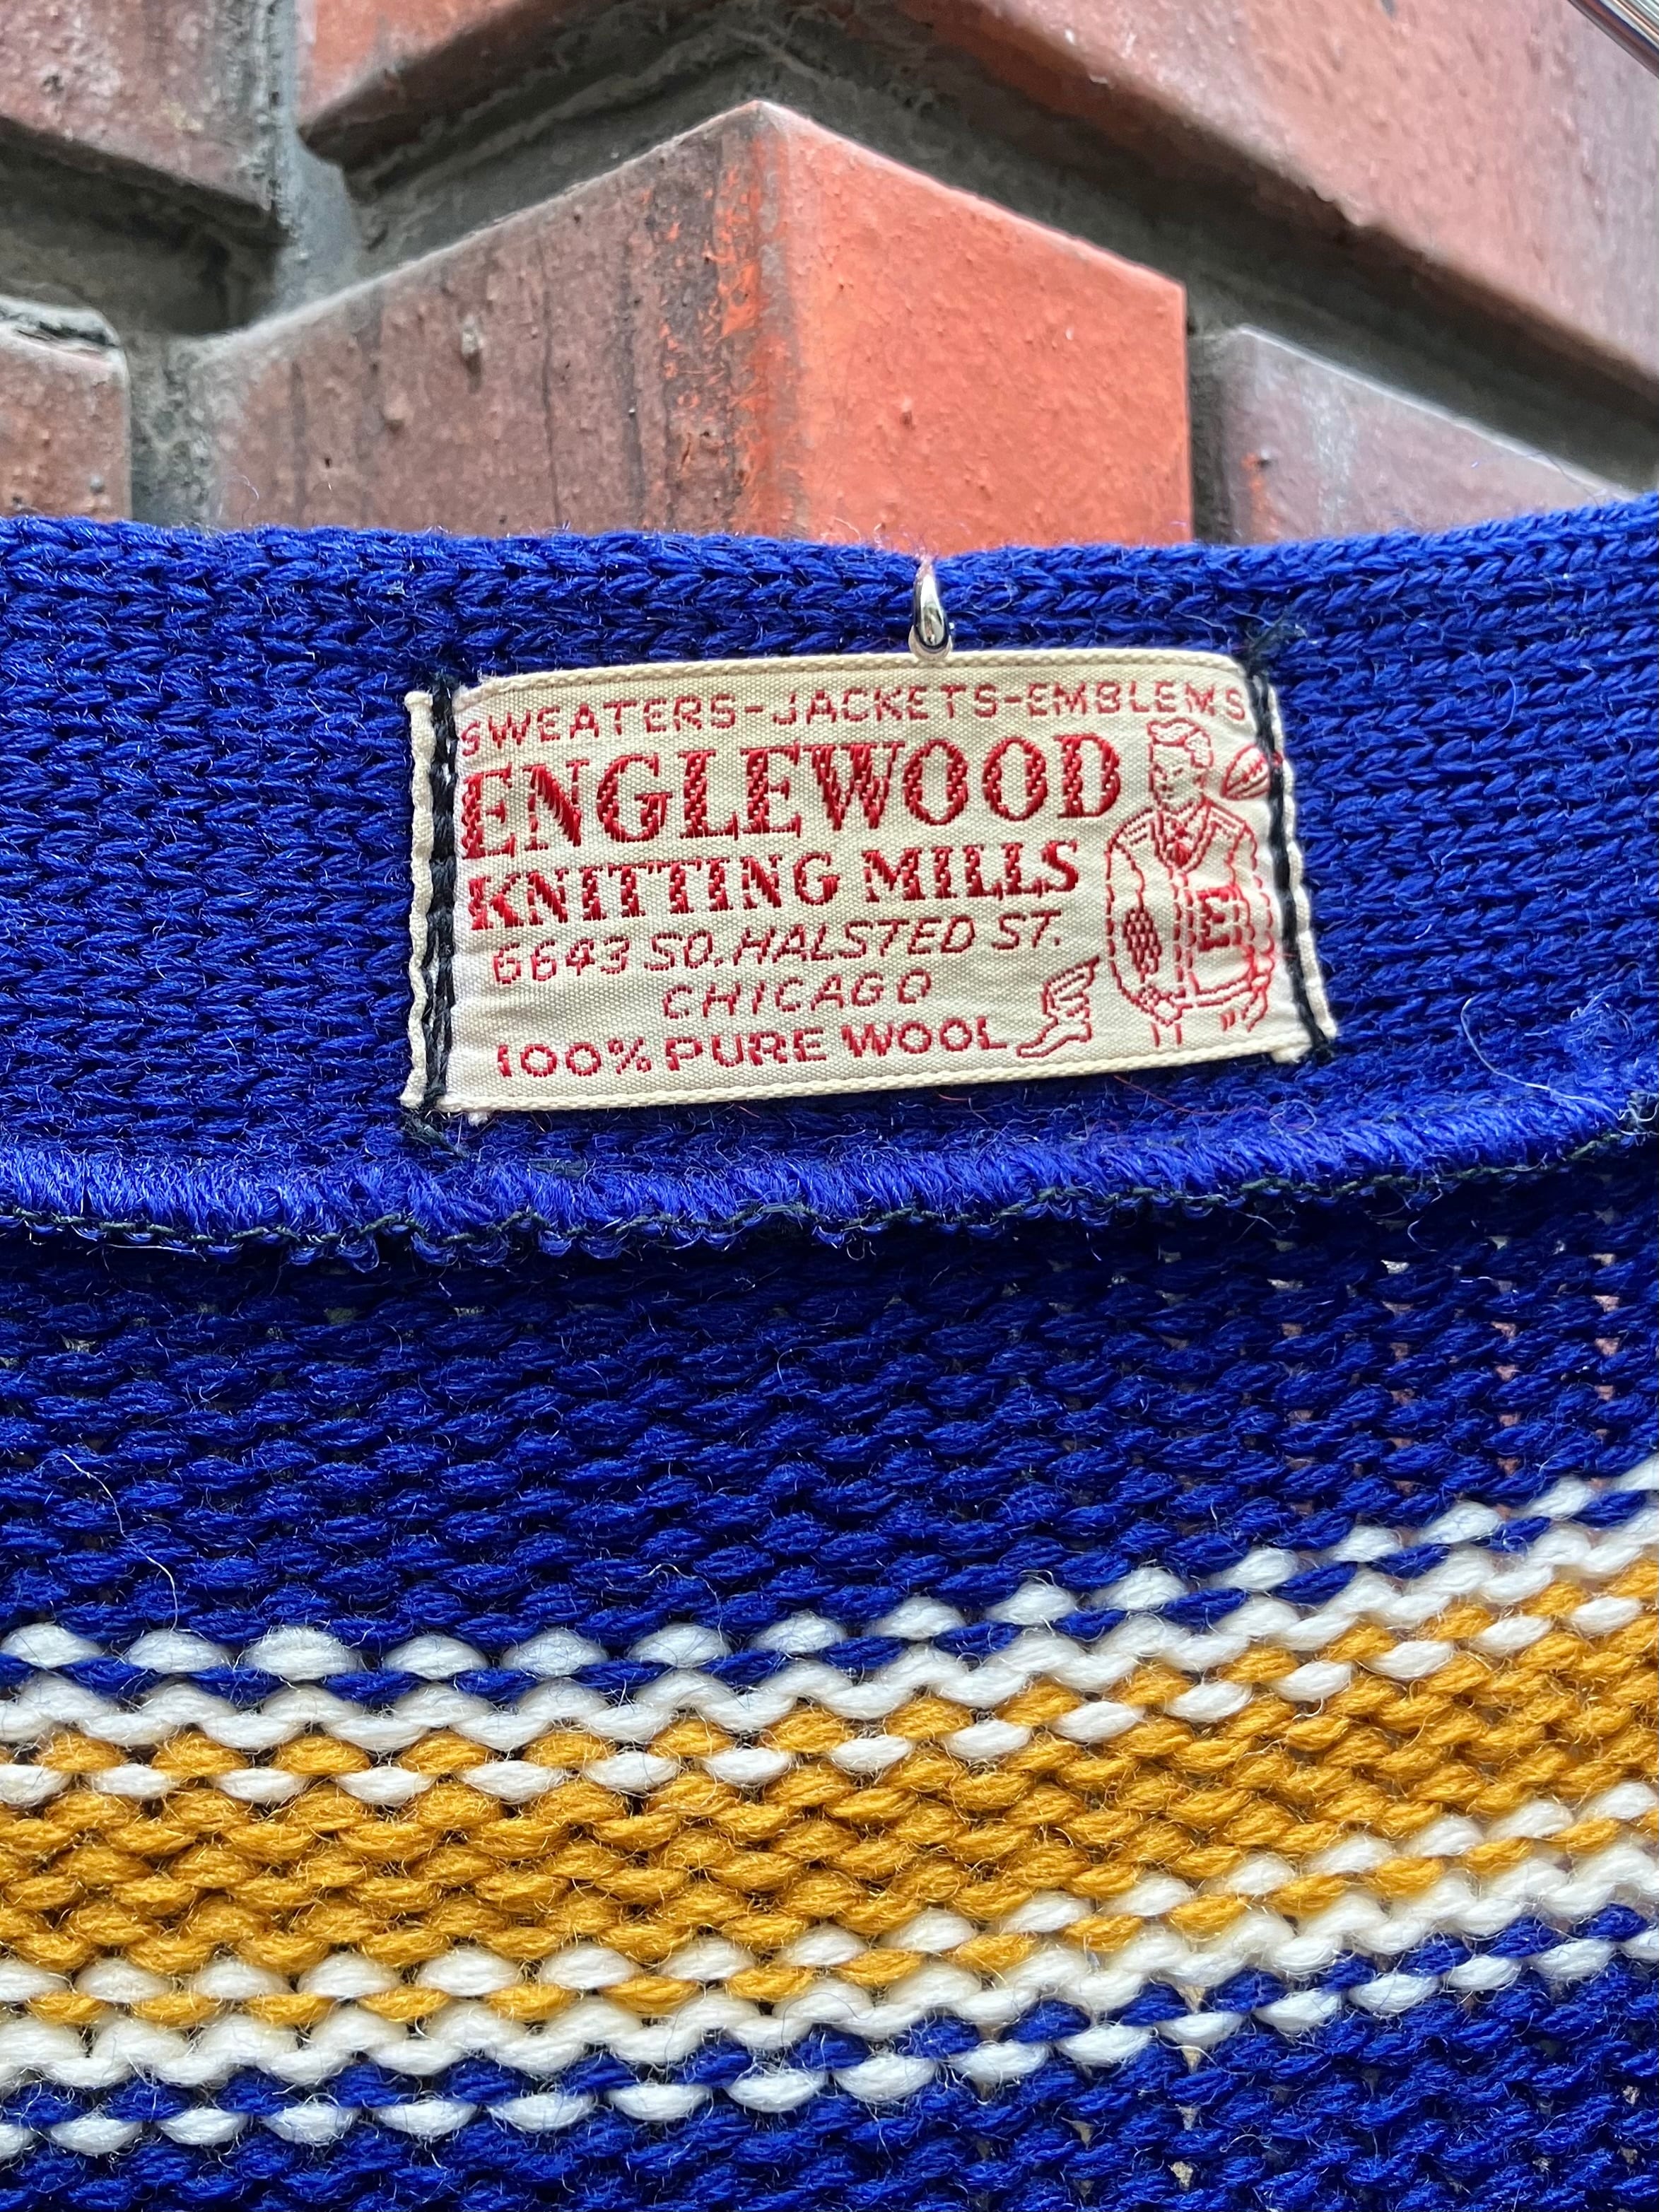 SWEATERS-JACKETS-EMBLEMS
ENGLEWOOD
KNITTING MILLS
6643 SO. HALSTED ST.
CHICAGO
100% PURE WOOL
E